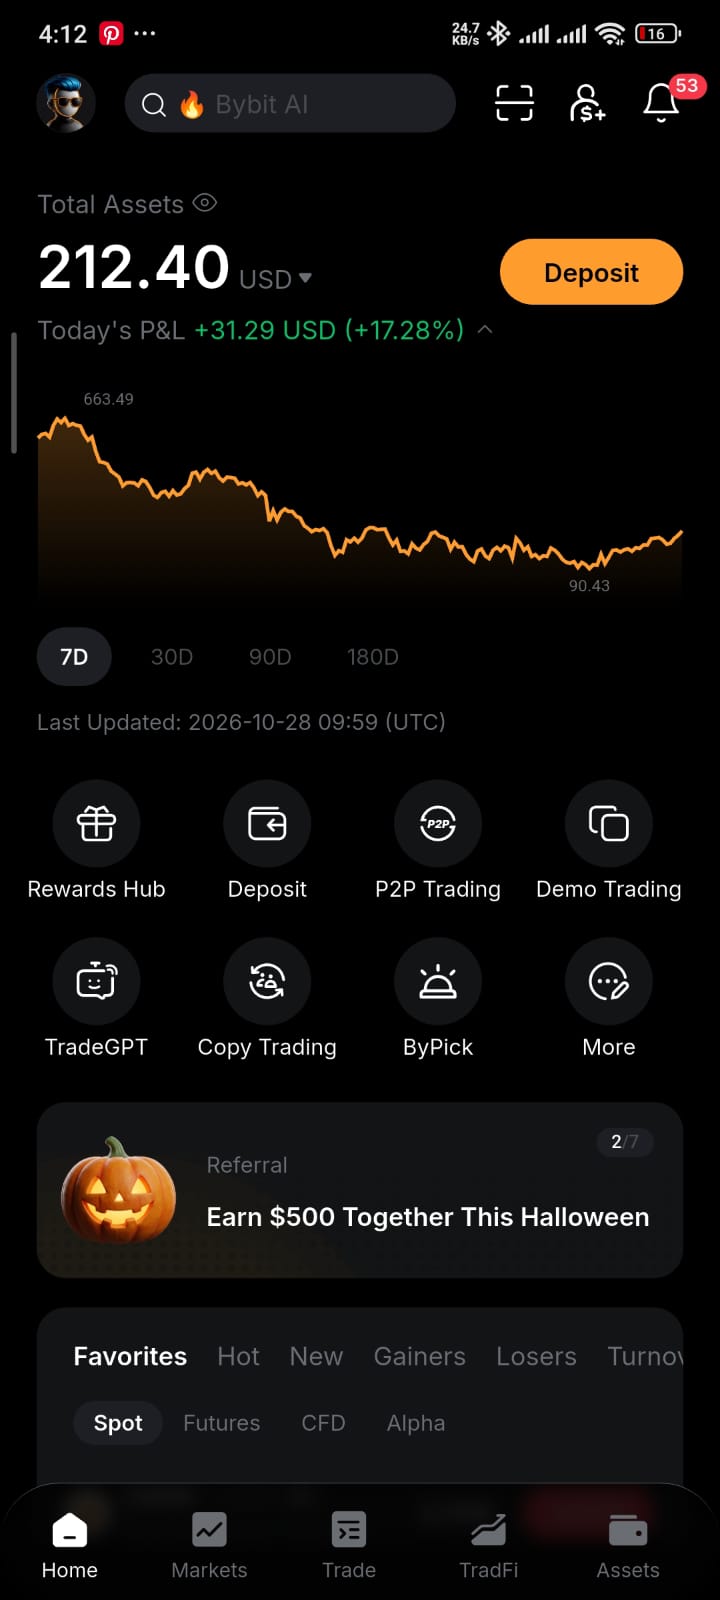 4:12
24.7
KB/s
16
Bybit AI
53
Total Assets
212.40 USD
Deposit
Today's P&L +31.29 USD (+17.28%)
663.49
90.43
7D 30D 90D 180D
Last Updated: 2026-10-28 09:59 (UTC)
P2P
Rewards Hub Deposit P2P Trading Demo Trading
TradeGPT Copy Trading ByPick More
2/7
Referral
Earn $500 Together This Halloween
Favorites Hot New Gainers Losers Turnov
Spot Futures CFD Alpha
Home Markets Trade TradFi Assets